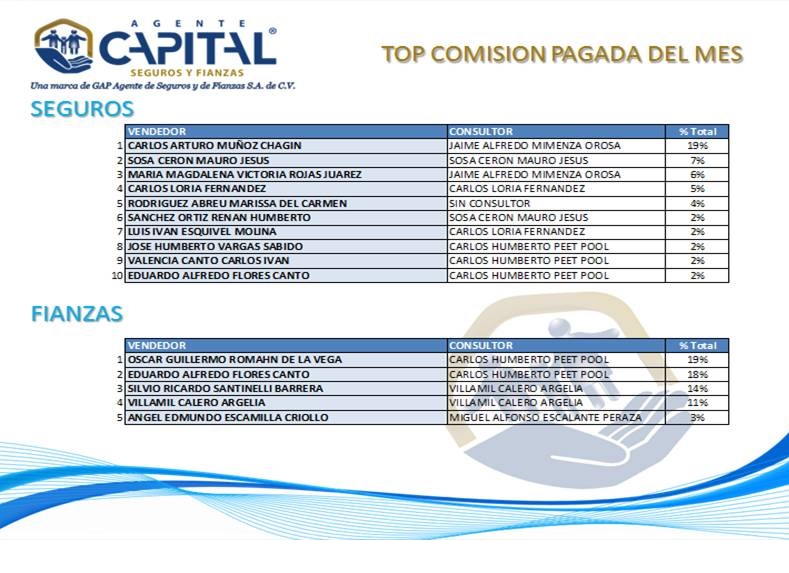 AGENTE
CAPITAL®
SEGUROS Y FIANZAS
Una marca de GAP Agente de Seguros y de Fianzas S.A. de C.V.
TOP COMISION PAGADA DEL MES
SEGUROS
VENDEDOR CONSULTOR % Total
1 CARLOS ARTURO MUÑOZ CHAGIN JAIME ALFREDO MIMENZA OROSA 19%
2 SOSA CERON MAURO JESUS SOSA CERON MAURO JESUS 7%
3 MARIA MAGDALENA VICTORIA ROJAS JUAREZ JAIME ALFREDO MIMENZA OROSA 6%
4 CARLOS LORIA FERNANDEZ CARLOS LORIA FERNANDEZ 5%
5 RODRIGUEZ ABREU MARISSA DEL CARMEN SIN CONSULTOR 4%
6 SANCHEZ ORTIZ RENAN HUMBERTO SOSA CERON MAURO JESUS 2%
7 LUIS IVAN ESQUIVEL MOLINA CARLOS LORIA FERNANDEZ 2%
8 JOSE HUMBERTO VARGAS SABIDO CARLOS HUMBERTO PEET POOL 2%
9 VALENCIA CANTO CARLOS IVAN CARLOS HUMBERTO PEET POOL 2%
10 EDUARDO ALFREDO FLORES CANTO CARLOS HUMBERTO PEET POOL 2%
FIANZAS
VENDEDOR CONSULTOR % Total
1 OSCAR GUILLERMO ROMAHN DE LA VEGA CARLOS HUMBERTO PEET POOL 19%
2 EDUARDO ALFREDO FLORES CANTO CARLOS HUMBERTO PEET POOL 18%
3 SILVIO RICARDO SANTINELLI BARRERA VILLAMIL CALERO ARGELIA 14%
4 VILLAMIL CALERO ARGELIA VILLAMIL CALERO ARGELIA 11%
5 ANGEL EDMUNDO ESCAMILLA CRIOLLO MIGUEL ALFONSO ESCALANTE PERAZA 3%